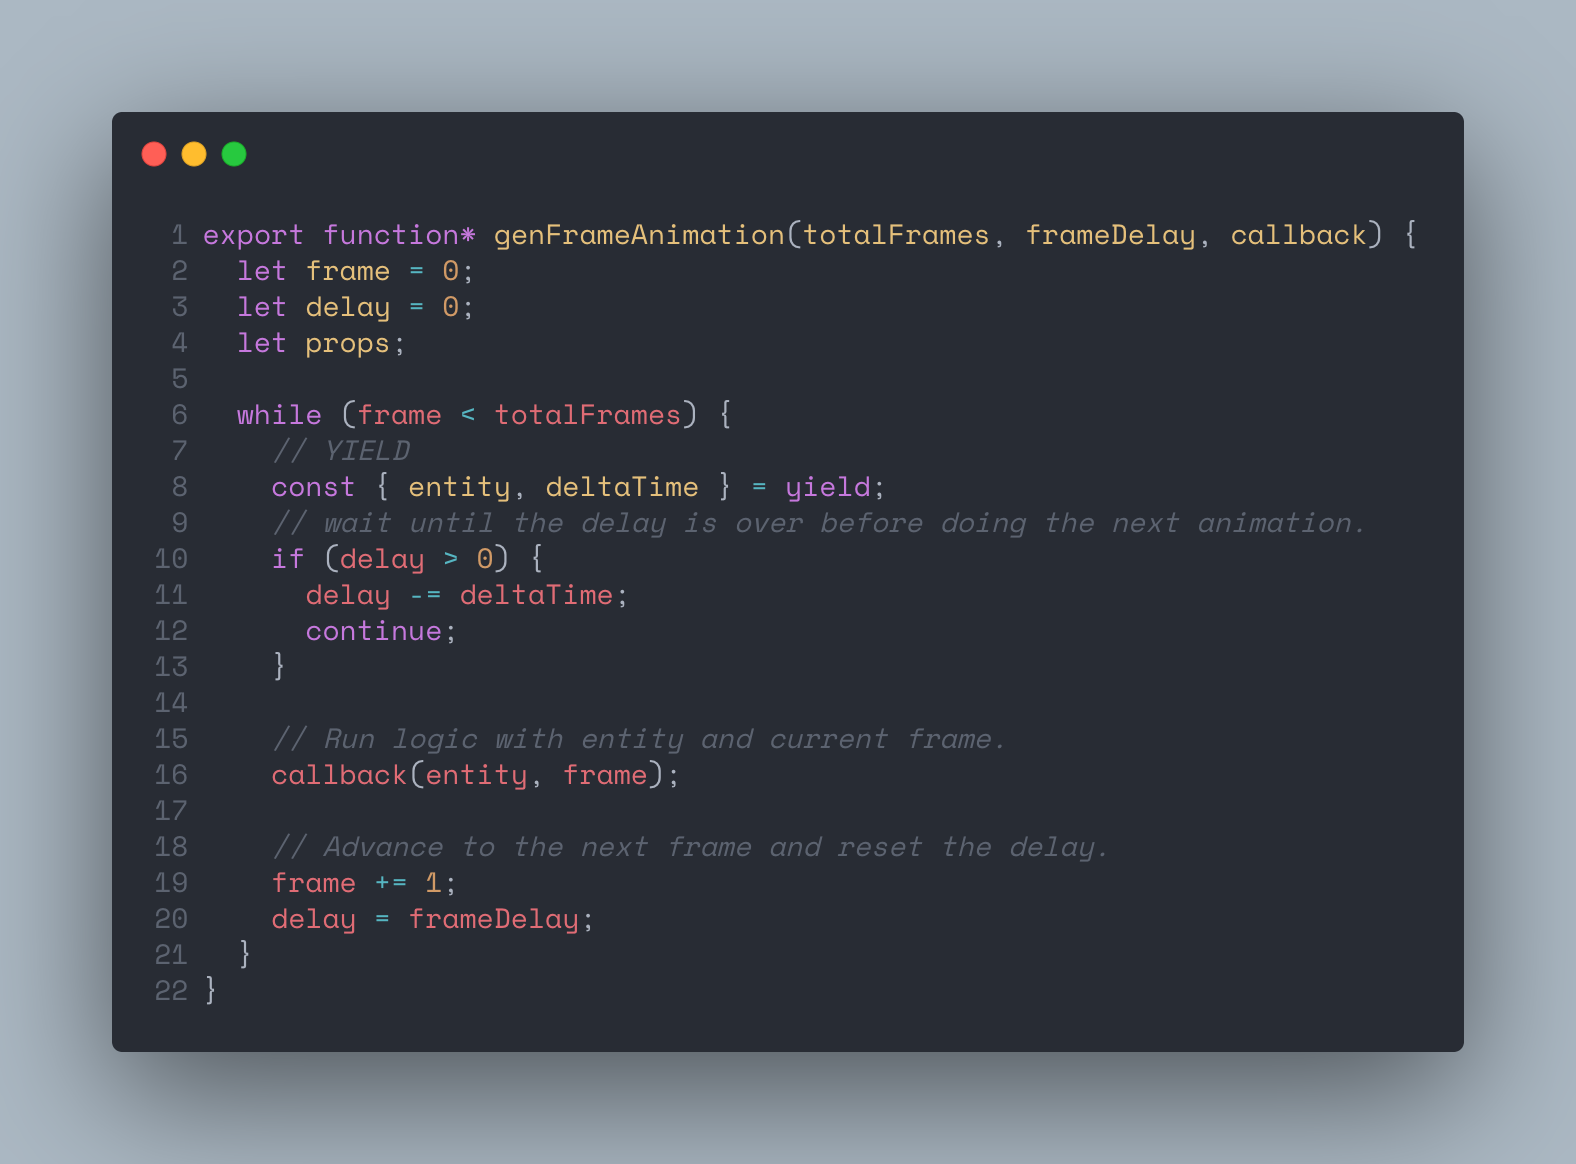 1 export function* genFrameAnimation(totalFrames, frameDelay, callback) {
2   let frame = 0;
3   let delay = 0;
4   let props;
5
6   while (frame < totalFrames) {
7     // YIELD
8     const { entity, deltaTime } = yield;
9     // wait until the delay is over before doing the next animation.
10     if (delay > 0) {
11       delay -= deltaTime;
12       continue;
13     }
14
15     // Run logic with entity and current frame.
16     callback(entity, frame);
17
18     // Advance to the next frame and reset the delay.
19     frame += 1;
20     delay = frameDelay;
21   }
22 }